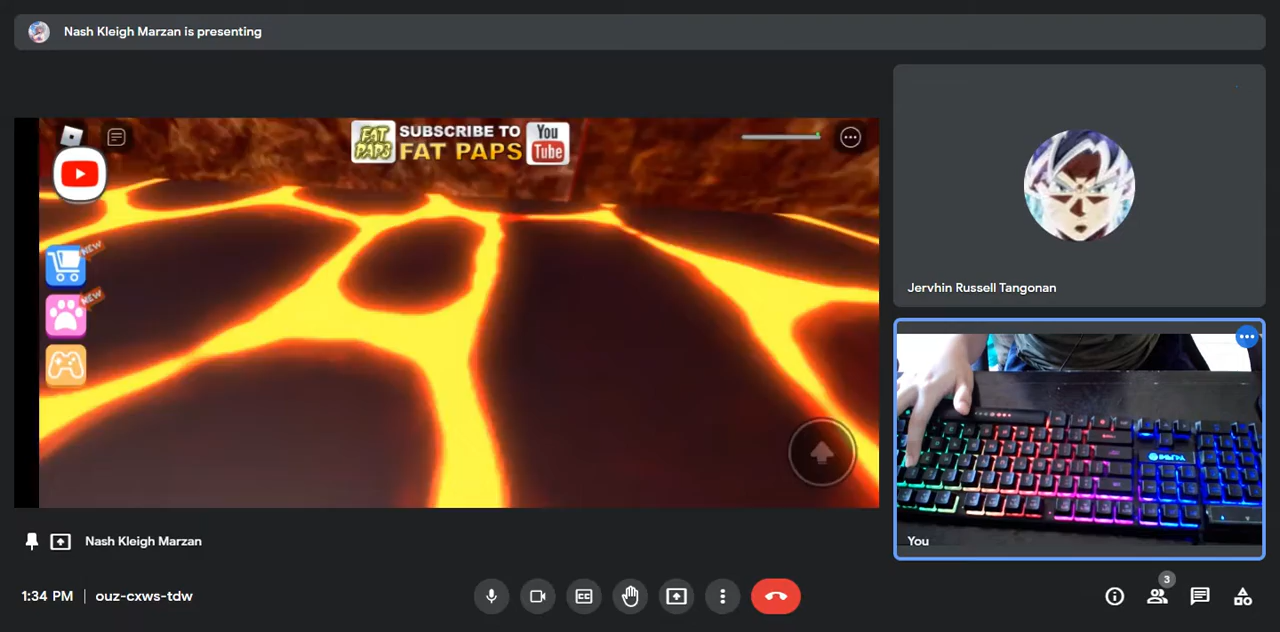 Nash Kleigh Marzan is presenting
FAT
PAPS
SUBSCRIBE TO
FAT PAPS
You
Tube
NEW
NEW
Jervhin Russell Tangonan
You
Nash Kleigh Marzan
1:34 PM
ouz-cxws-tdw
3